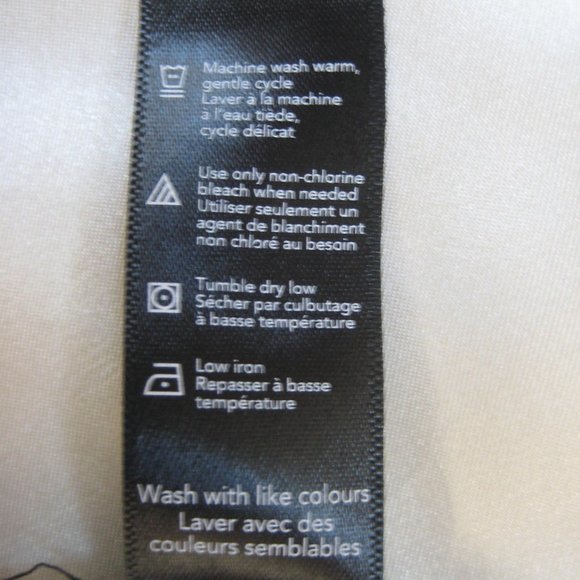 Machine wash warm,
gentle cycle
Laver à la machine
à l'eau tiède,
cycle délicat
Use only non-chlorine
bleach when needed
Utiliser seulement un
agent de blanchiment
non chloré au besoin
Tumble dry low
Sécher par culbutage
à basse température
Low iron
Repasser à basse
température
Wash with like colours
Laver avec des
couleurs semblables